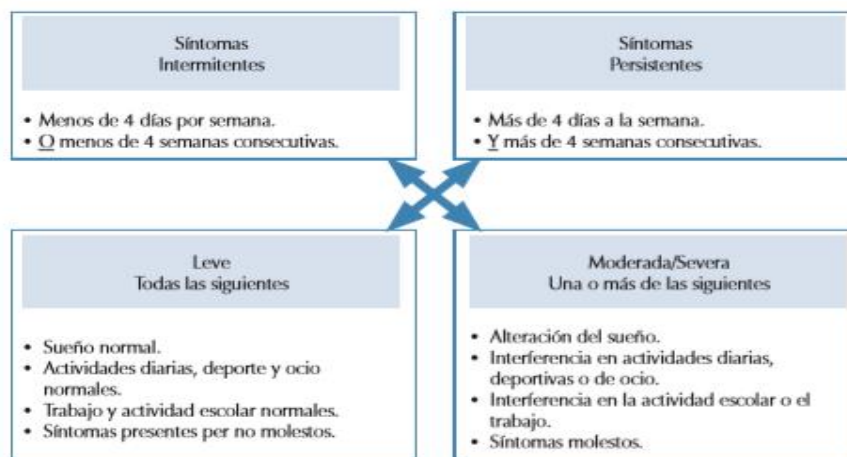 Síntomas
Intermitentes
• Menos de 4 días por semana.
• O menos de 4 semanas consecutivas.
Síntomas
Persistentes
• Más de 4 días a la semana.
• Y más de 4 semanas consecutivas.
Leve
Todas las siguientes
• Sueño normal.
• Actividades diarias, deporte y ocio
normales.
• Trabajo y actividad escolar normales.
• Síntomas presentes per no molestos.
Moderada/Severa
Una o más de las siguientes
• Alteración del sueño.
• Interferencia en actividades diarias,
deportivas o de ocio.
• Interferencia en la actividad escolar o el
trabajo.
• Síntomas molestos.